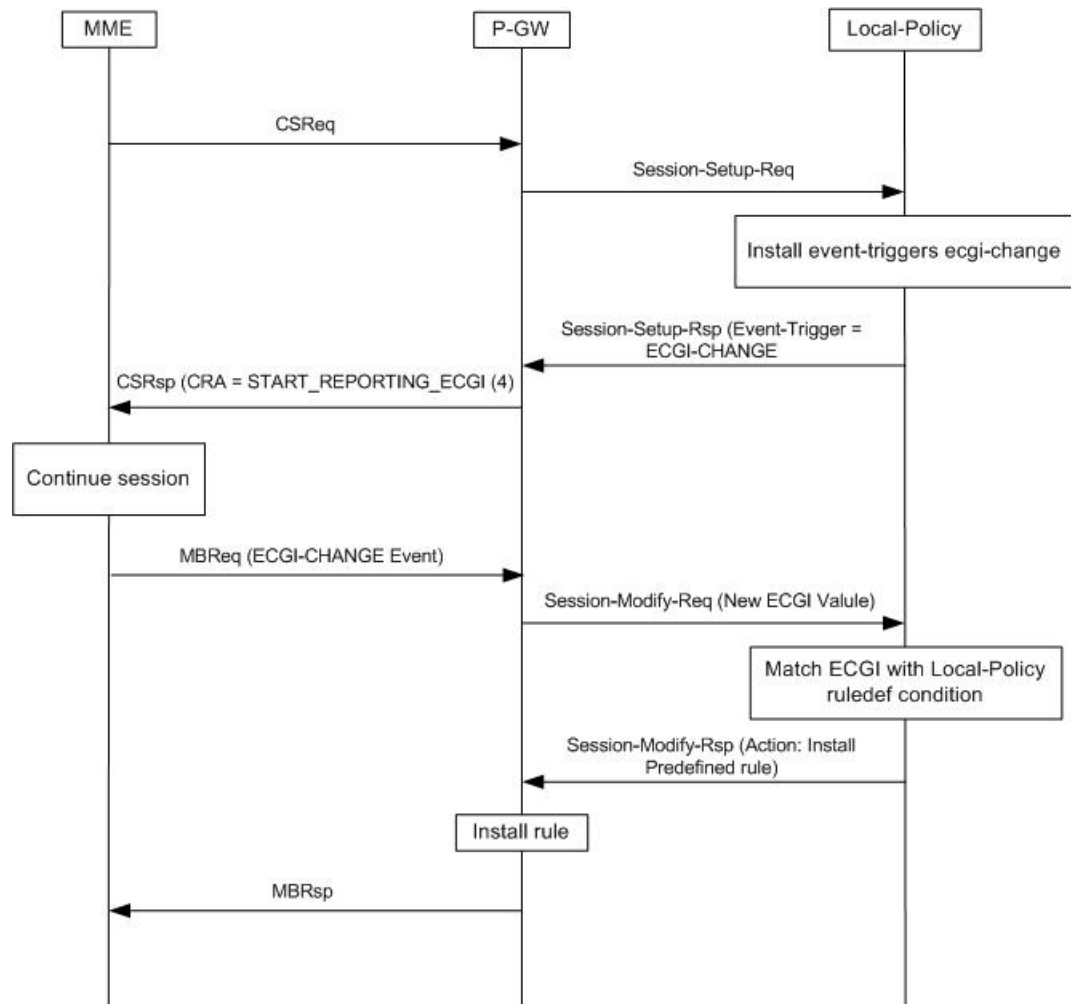 MME
P-GW
Local-Policy
CSReq
Session-Setup-Req
Install event-triggers ecgi-change
Session-Setup-Rsp (Event-Trigger =
ECGI-CHANGE
CSRsp (CRA = START_REPORTING_ECGI (4)
Continue session
MBReq (ECGI-CHANGE Event)
Session-Modify-Req (New ECGI Valule)
Match ECGI with Local-Policy
ruledef condition
Session-Modify-Rsp (Action: Install
Predefined rule)
Install rule
MBRsp